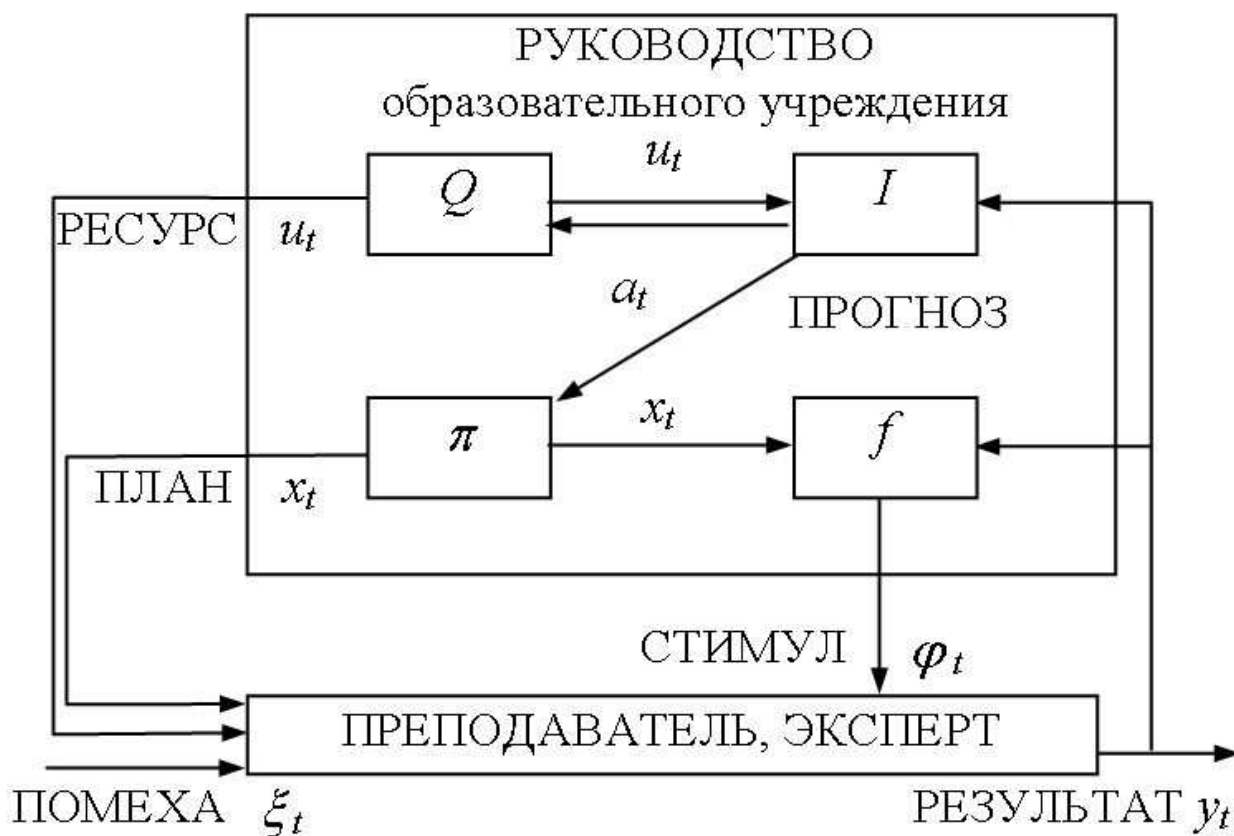 РУКОВОДСТВО
образовательного учреждения
Q u_t I
РЕСУРС u_t
a_t ПРОГНОЗ
π x_t f
ПЛАН x_t
СТИМУЛ φ_t
ПРЕПОДАВАТЕЛЬ, ЭКСПЕРТ
ПОМЕХА ξ_t РЕЗУЛЬТАТ y_t